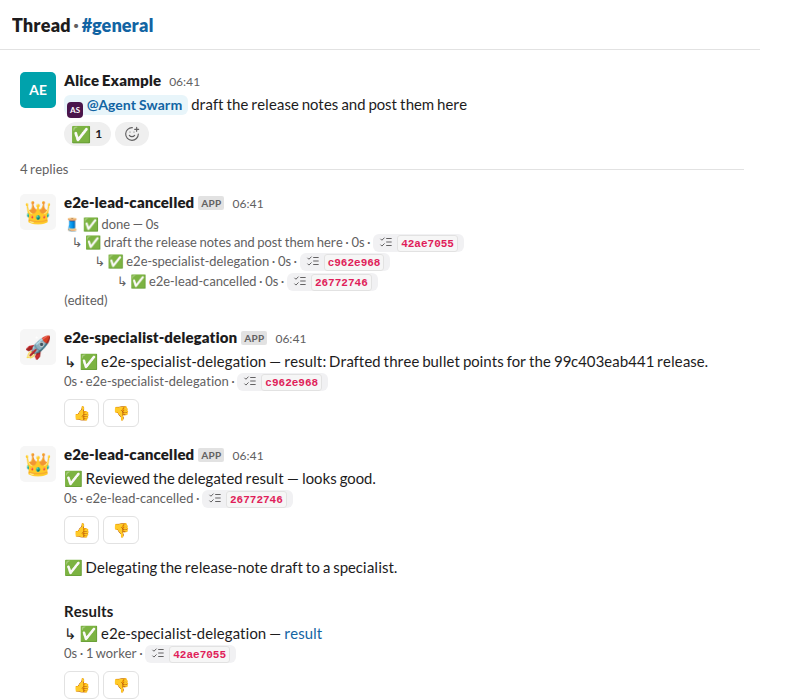 Thread · #general
AE
Alice Example 06:41
AS @Agent Swarm draft the release notes and post them here
✅ 1
4 replies
e2e-lead-cancelled APP 06:41
🧵 ✅ done — 0s
↳ ✅ draft the release notes and post them here · 0s · 42ae7055
↳ ✅ e2e-specialist-delegation · 0s · c962e968
↳ ✅ e2e-lead-cancelled · 0s · 26772746
(edited)
e2e-specialist-delegation APP 06:41
↳ ✅ e2e-specialist-delegation — result: Drafted three bullet points for the 99c403eab441 release.
0s · e2e-specialist-delegation · c962e968
👍 👎
e2e-lead-cancelled APP 06:41
✅ Reviewed the delegated result — looks good.
0s · e2e-lead-cancelled · 26772746
👍 👎
✅ Delegating the release-note draft to a specialist.
Results
↳ ✅ e2e-specialist-delegation — result
0s · 1 worker · 42ae7055
👍 👎